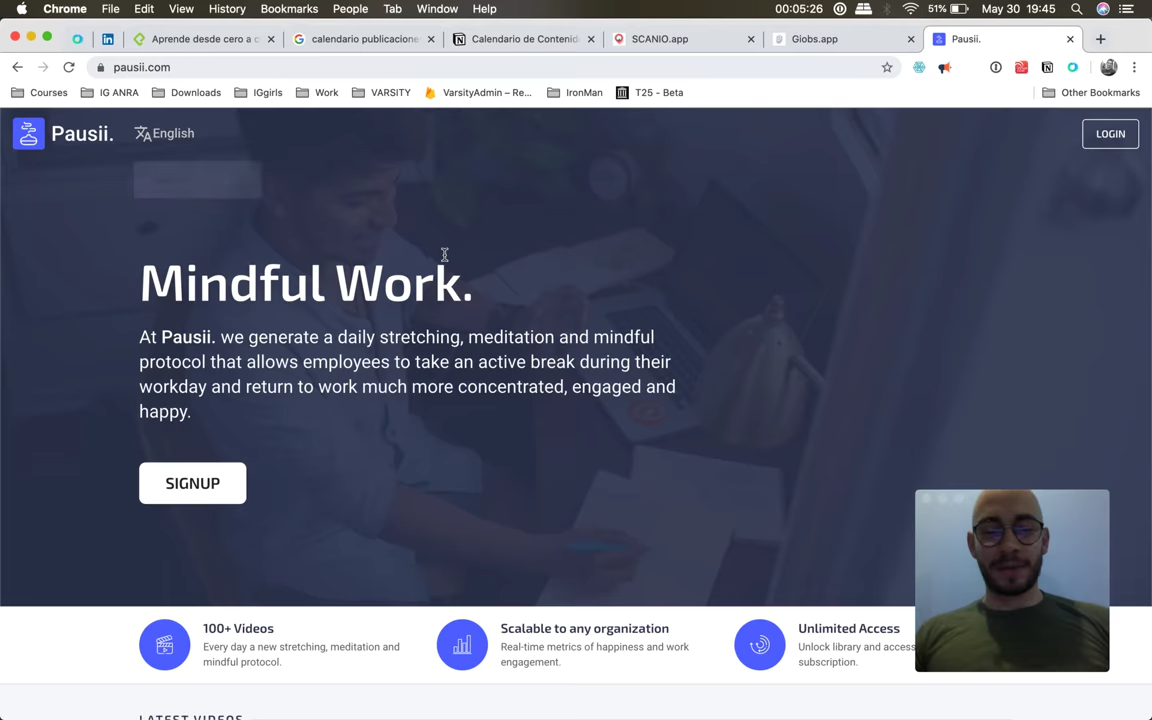 Chrome File Edit View History Bookmarks People Tab Window Help 00:05:26 51% May 30 19:45
Aprende desde cero a c
calendario publicacione
Calendario de Contenid
SCANIO.app
Giobs.app
Pausii.
pausii.com
Courses IG ANRA Downloads IGgirls Work VARSITY VarsityAdmin – Re... IronMan T25 - Beta Other Bookmarks
Pausii. English LOGIN
Mindful Work.
At Pausii. we generate a daily stretching, meditation and mindful
protocol that allows employees to take an active break during their
workday and return to work much more concentrated, engaged and
happy.
SIGNUP
100+ Videos
Every day a new stretching, meditation and
mindful protocol.
Scalable to any organization
Real-time metrics of happiness and work
engagement.
Unlimited Access
Unlock library and access
subscription.
LATEST VIDEOS